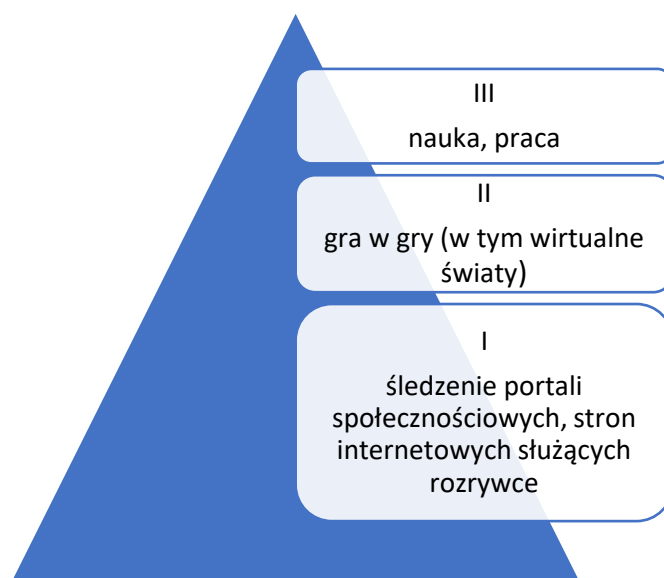 III
nauka, praca
II
gra w gry (w tym wirtualne
światy)
I
śledzenie portali
społecznościowych, stron
internetowych służących
rozrywce